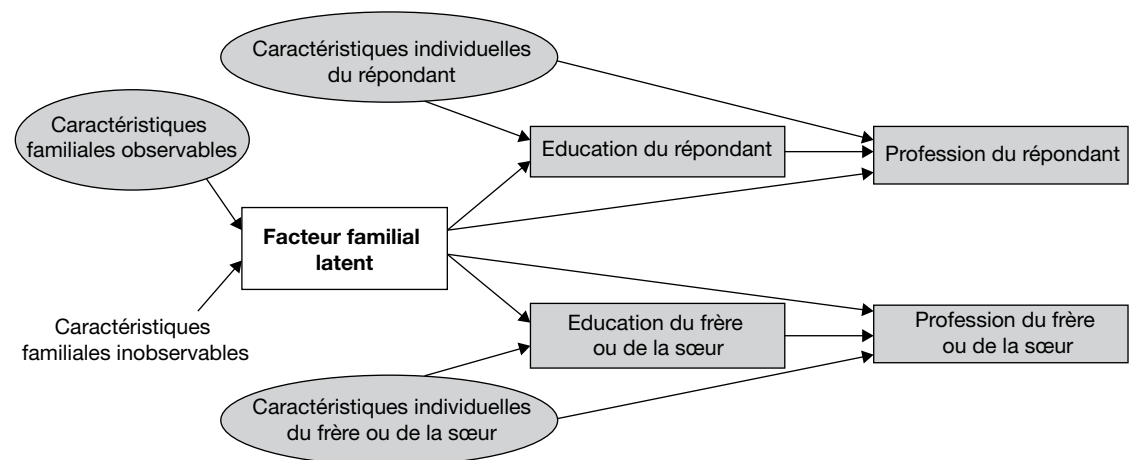 Caractéristiques individuelles
du répondant
Caractéristiques
familiales observables
Education du répondant
Profession du répondant
Facteur familial
latent
Caractéristiques
familiales inobservables
Education du frère
ou de la sœur
Profession du frère
ou de la sœur
Caractéristiques individuelles
du frère ou de la sœur